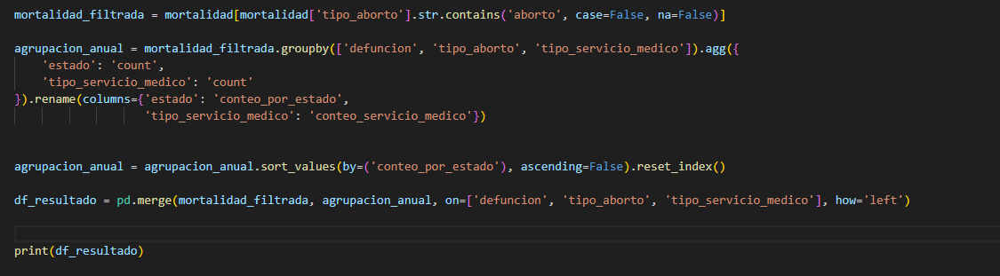 mortalidad_filtrada = mortalidad[mortalidad['tipo_aborto'].str.contains('aborto', case=False, na=False)]
agrupacion_anual = mortalidad_filtrada.groupby(['defuncion', 'tipo_aborto', 'tipo_servicio_medico']).agg({
    'estado': 'count',
    'tipo_servicio_medico': 'count'
}).rename(columns={'estado': 'conteo_por_estado',
                   'tipo_servicio_medico': 'conteo_servicio_medico'})
agrupacion_anual = agrupacion_anual.sort_values(by=('conteo_por_estado'), ascending=False).reset_index()
df_resultado = pd.merge(mortalidad_filtrada, agrupacion_anual, on=['defuncion', 'tipo_aborto', 'tipo_servicio_medico'], how='left')
print(df_resultado)